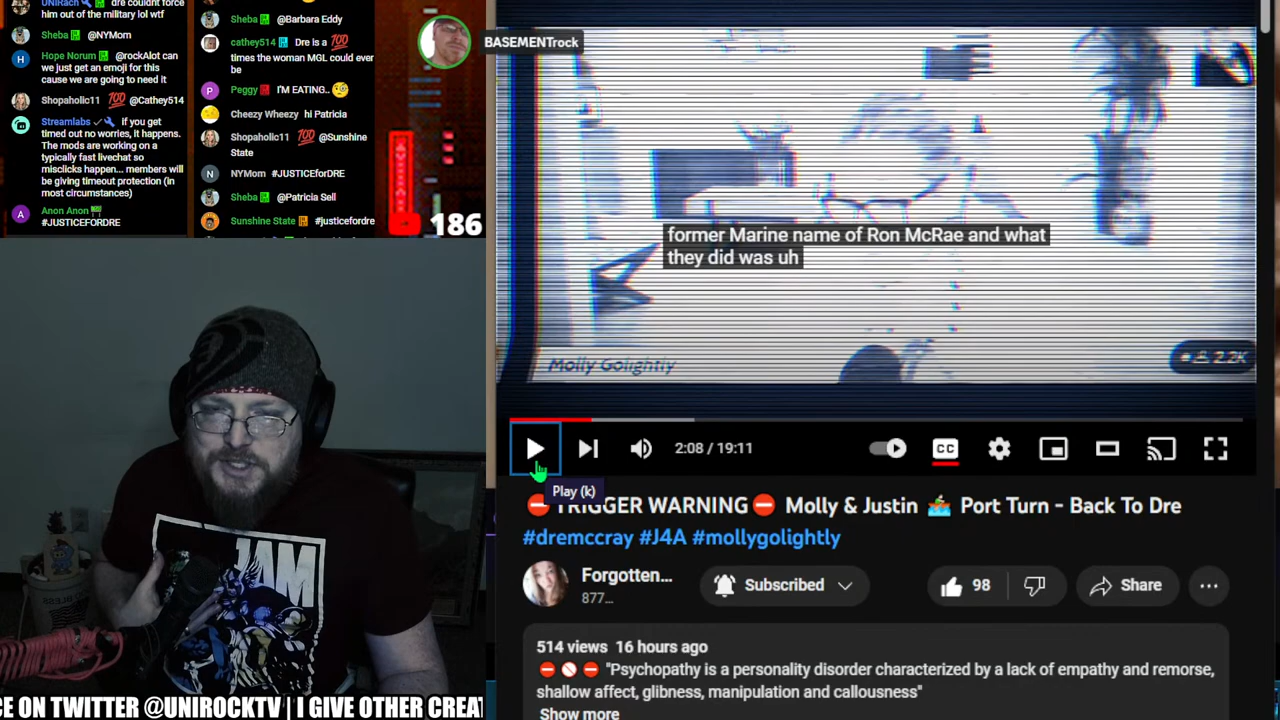 UNIRach dre couldnt force
him out of the military lol wtf
Sheba @NYMom
Hope Norum @rockAlot can
we just get an emoji for this
cause we are going to need it
Shopaholic11 💯 @Cathey514
Streamlabs If you get
timed out no worries, it happens.
The mods are working on a
typically fast livechat so
misclicks happen... members will
be giving timeout protection (in
most circumstances)
Anon Anon
#JUSTICEFORDRE
Sheba @Barbara Eddy
cathey514 Dre is a 💯
times the woman MGL could ever
be
Peggy I'M EATING.. 🧐
Cheezy Wheezy hi Patricia
Shopaholic11 💯 @Sunshine
State
NYMom #JUSTICEforDRE
Sheba @Patricia Sell
Sunshine State #justicefordre
186
BASEMENTrock
former Marine name of Ron McRae and what
they did was uh
Molly Golightly
2.2K
2:08 / 19:11
CC
Play (k)
⛔ TRIGGER WARNING ⛔ Molly & Justin 🚣 Port Turn - Back To Dre
#dremccray #J4A #mollygolightly
Forgotten...
877...
Subscribed
98
Share
514 views 16 hours ago
⛔ 🚫 ⛔ "Psychopathy is a personality disorder characterized by a lack of empathy and remorse,
shallow affect, glibness, manipulation and callousness"
Show more
JAM
CE ON TWITTER @UNIROCKTV | I GIVE OTHER CREAT